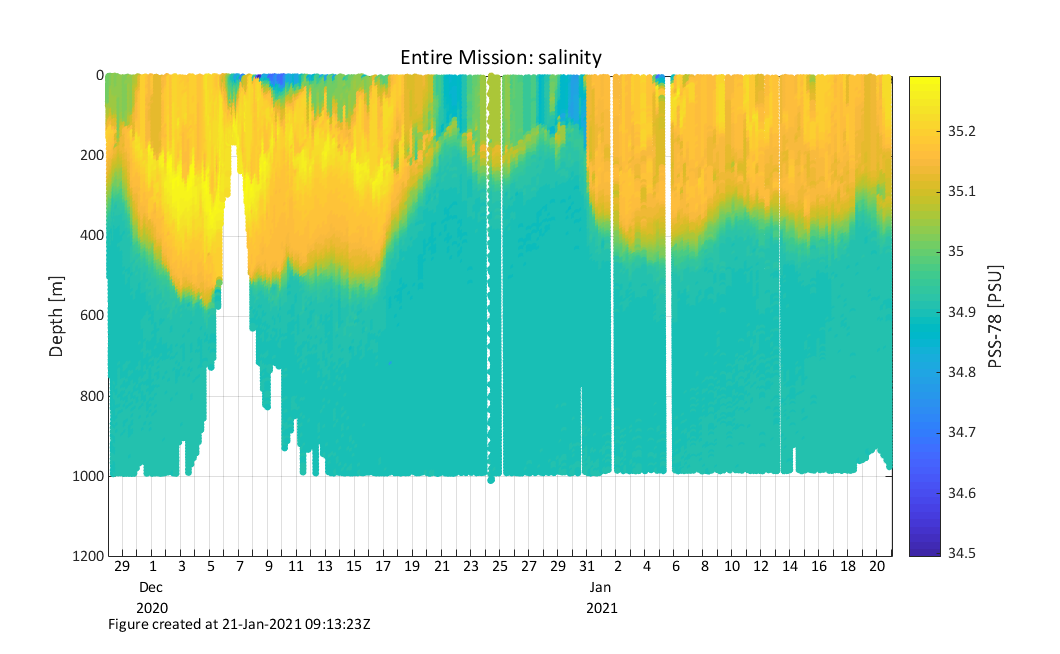 Entire Mission: salinity
0
200
400
600
800
1000
1200
Depth [m]
29 1 3 5 7 9 11 13 15 17 19 21 23 25 27 29 31 2 4 6 8 10 12 14 16 18 20
Dec Jan
2020 2021
35.2
35.1
35
34.9
34.8
34.7
34.6
34.5
PSS-78 [PSU]
Figure created at 21-Jan-2021 09:13:23Z